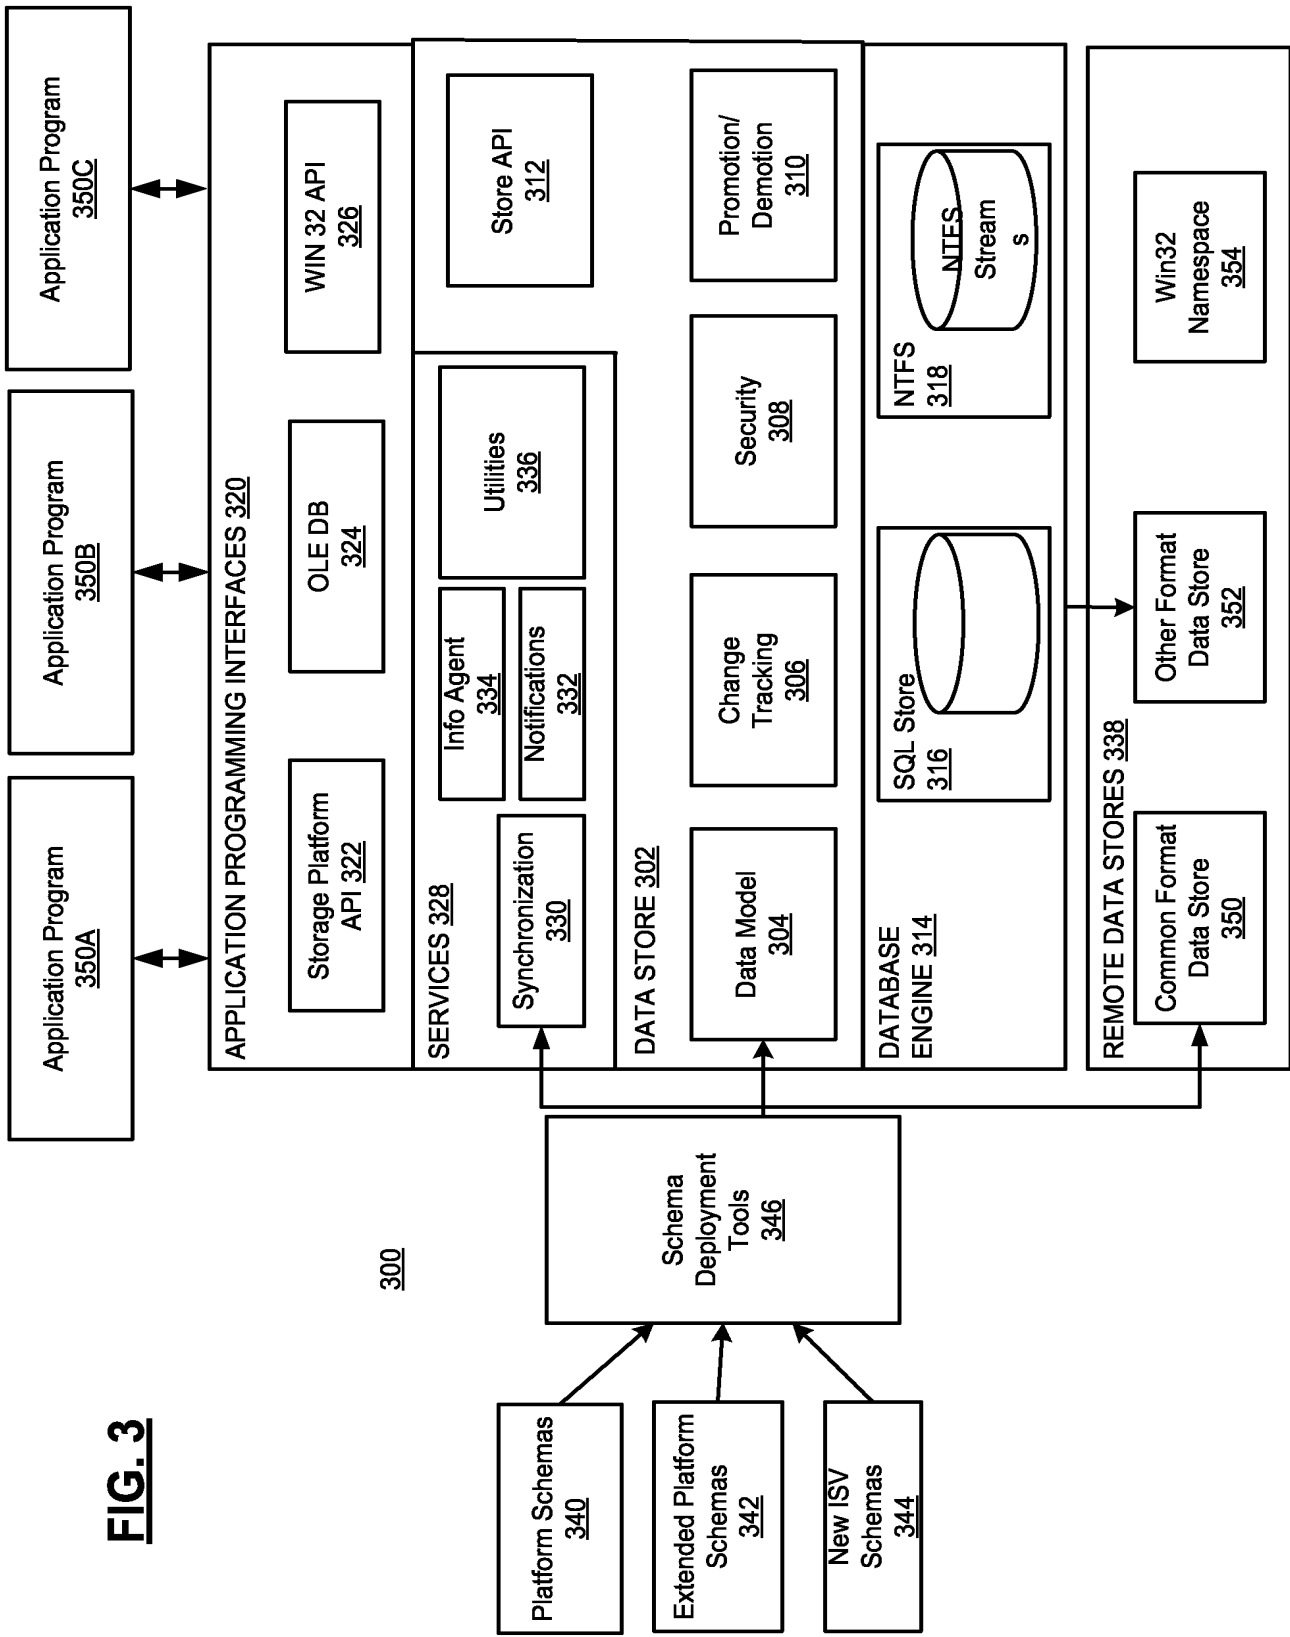 Application Program
350A
Application Program
350B
Application Program
350C
APPLICATION PROGRAMMING INTERFACES 320
Storage Platform
API 322
OLE DB
324
WIN 32 API
326
SERVICES 328
Synchronization
330
Info Agent
334
Notifications
332
Utilities
336
Store API
312
DATA STORE 302
Data Model
304
Change
Tracking
306
Security
308
Promotion/
Demotion
310
DATABASE
ENGINE 314
SQL Store
316
NTFS
318
NTFS
Stream
s
REMOTE DATA STORES 338
Common Format
Data Store
350
Other Format
Data Store
352
Win32
Namespace
354
300
Schema
Deployment
Tools
346
Platform Schemas
340
Extended Platform
Schemas
342
New ISV
Schemas
344
FIG. 3